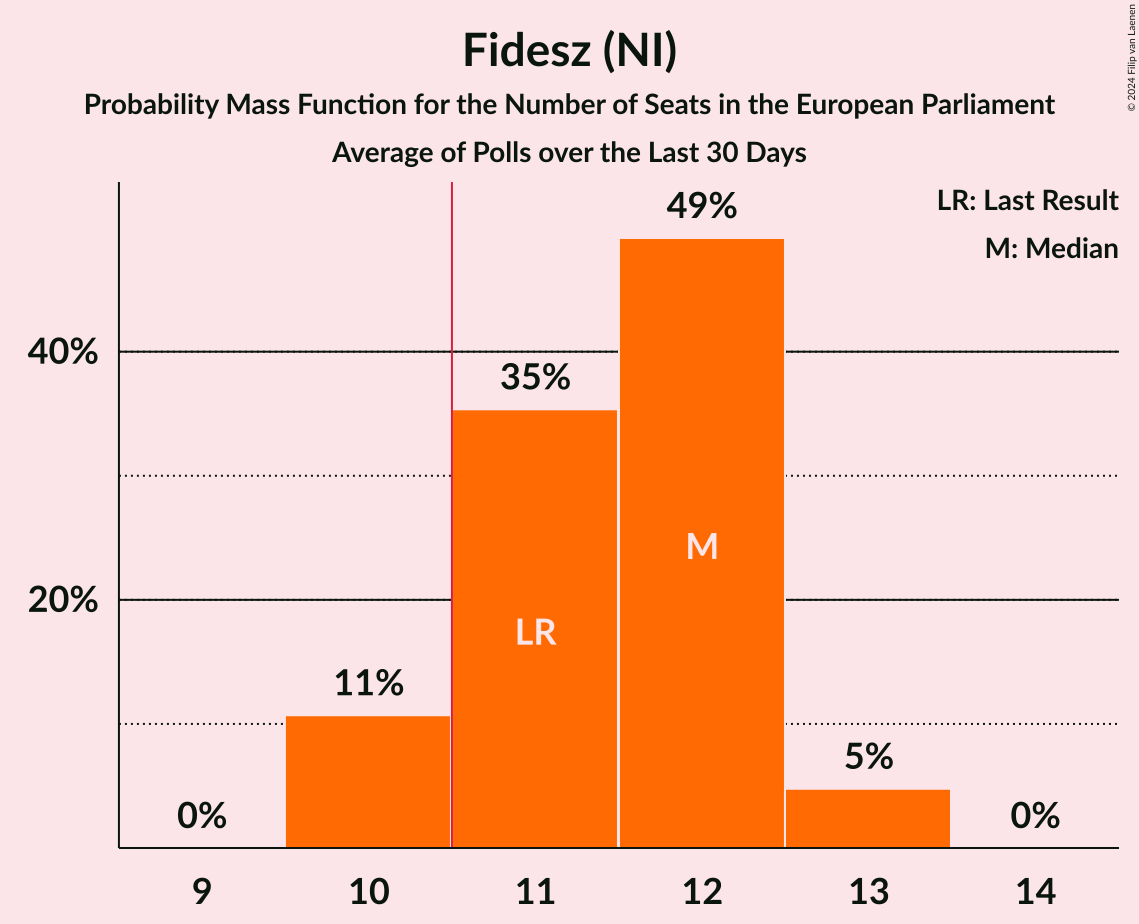 Fidesz (NI)
Probability Mass Function for the Number of Seats in the European Parliament
Average of Polls over the Last 30 Days
© 2024 Filip van Laenen
LR: Last Result
M: Median
49%
40%
35%
M
20%
LR
11%
5%
0%
0%
9 10 11 12 13 14